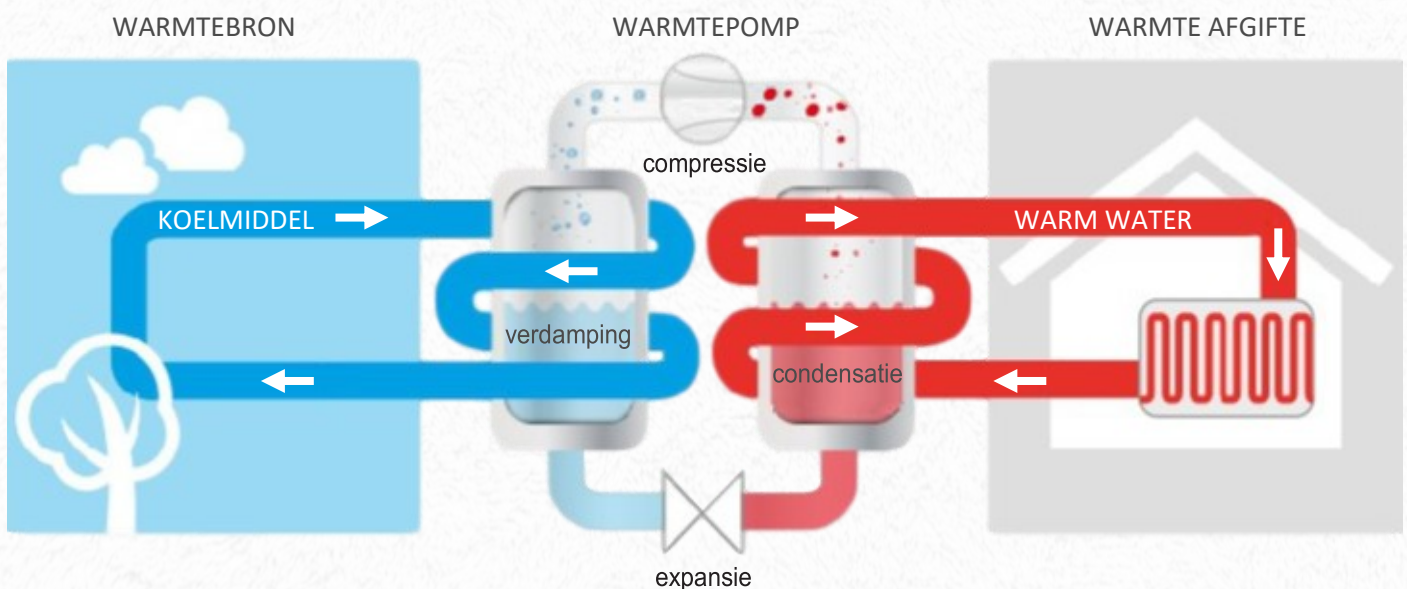 WARMTEBRON
WARMTEPOMP
WARMTE AFGIFTE
compressie
KOELMIDDEL
WARM WATER
verdamping
condensatie
expansie